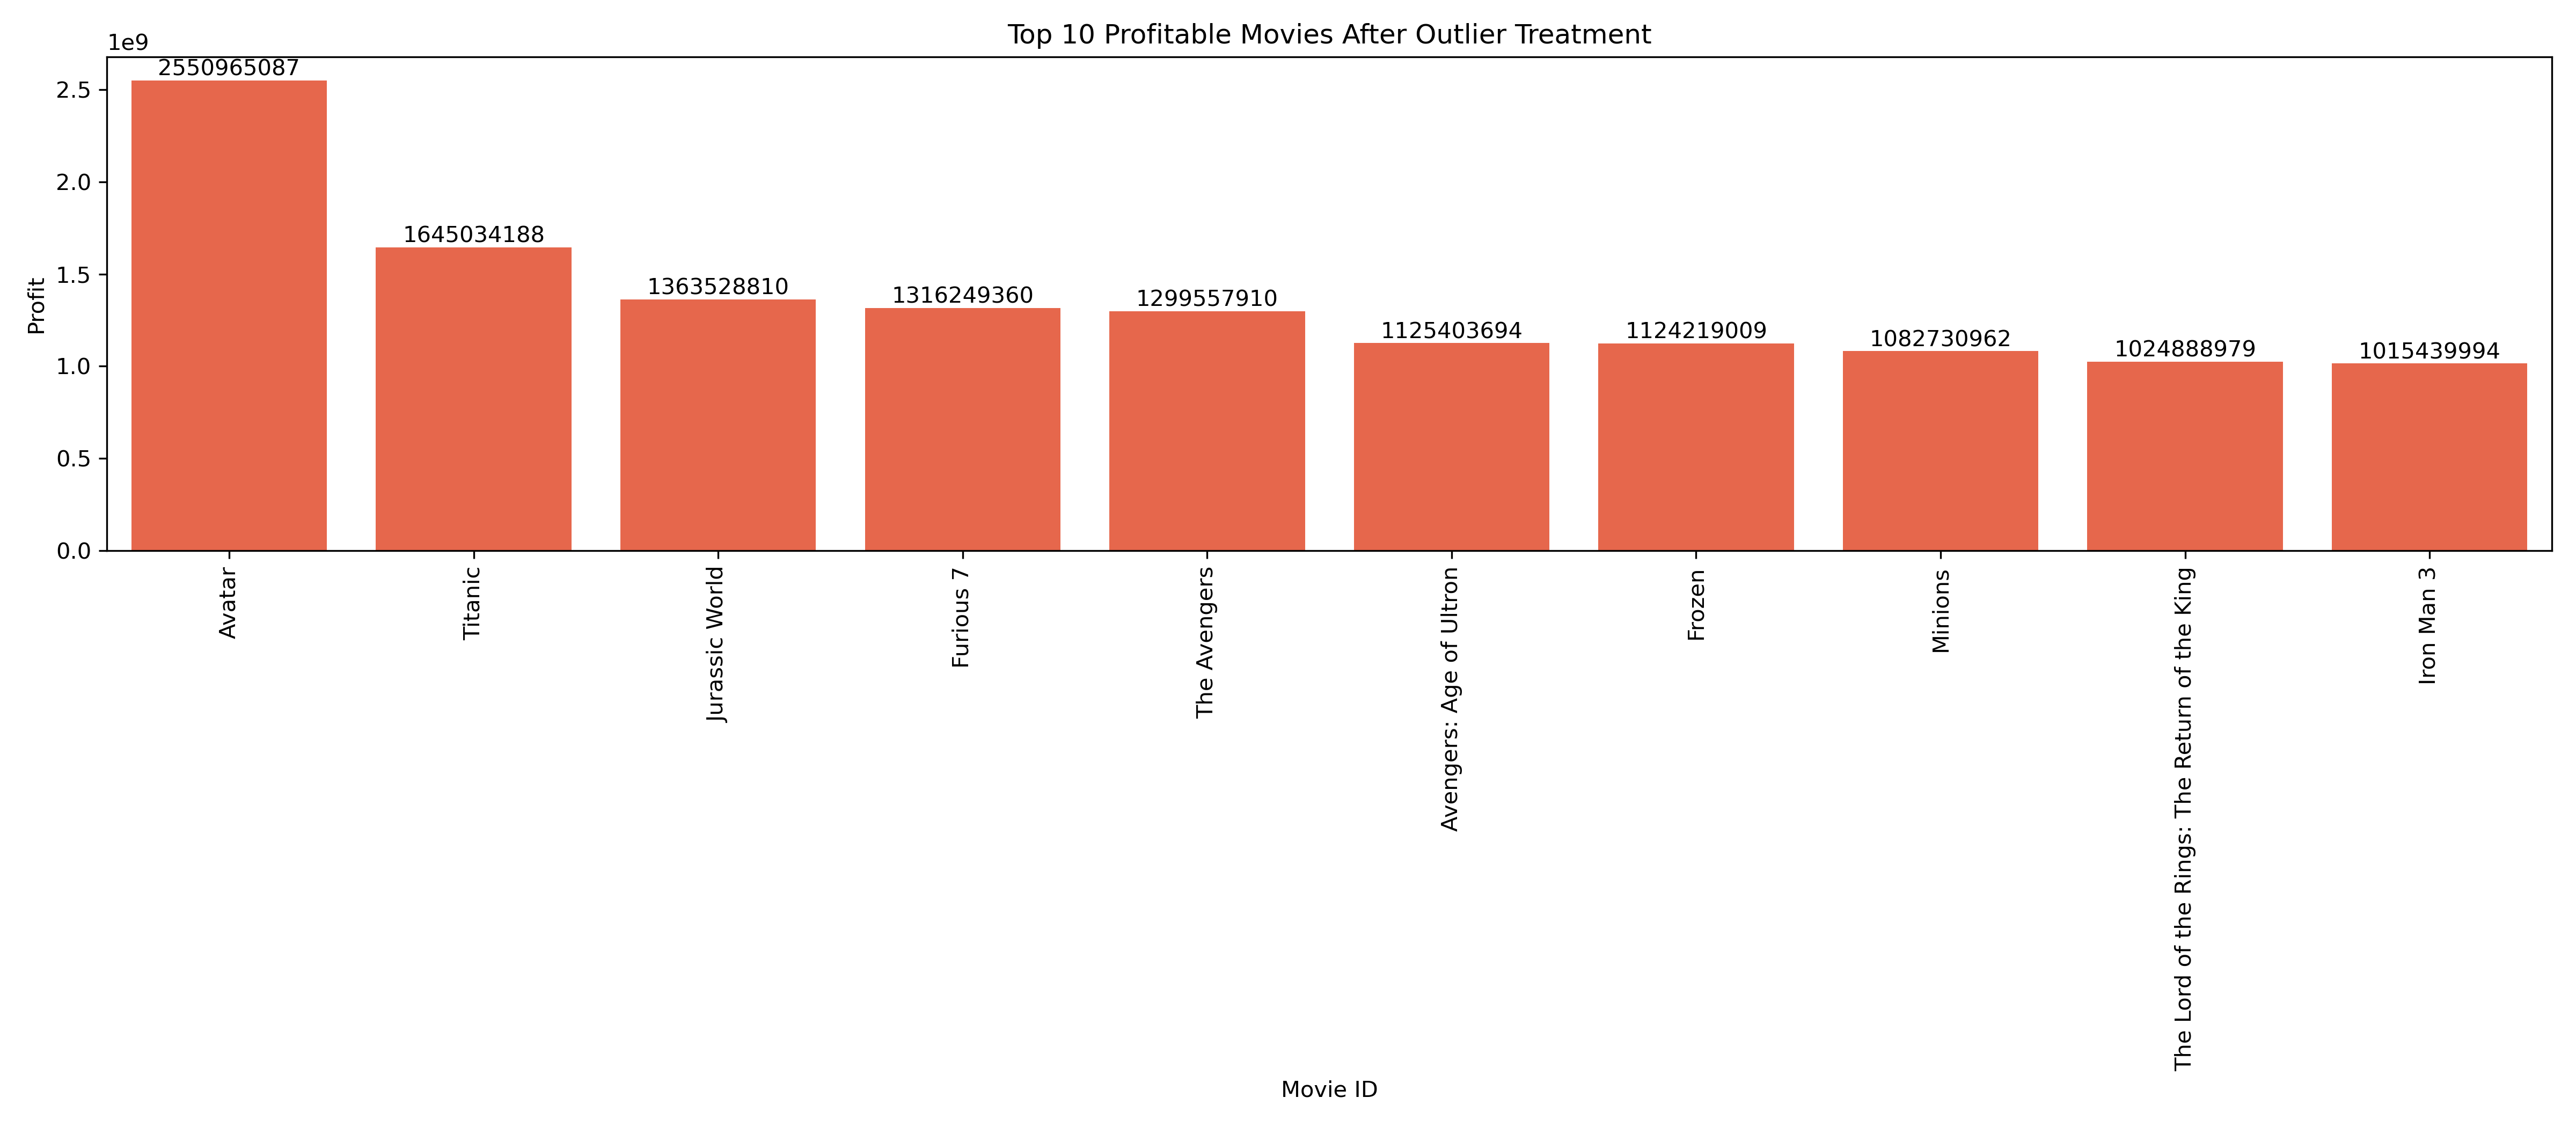 Top 10 Profitable Movies After Outlier Treatment
1e9
2.5
2.0
1.5
1.0
0.5
0.0
Profit
2550965087
1645034188
1363528810
1316249360
1299557910
1125403694
1124219009
1082730962
1024888979
1015439994
Avatar
Titanic
Jurassic World
Furious 7
The Avengers
Avengers: Age of Ultron
Frozen
Minions
The Lord of the Rings: The Return of the King
Iron Man 3
Movie ID